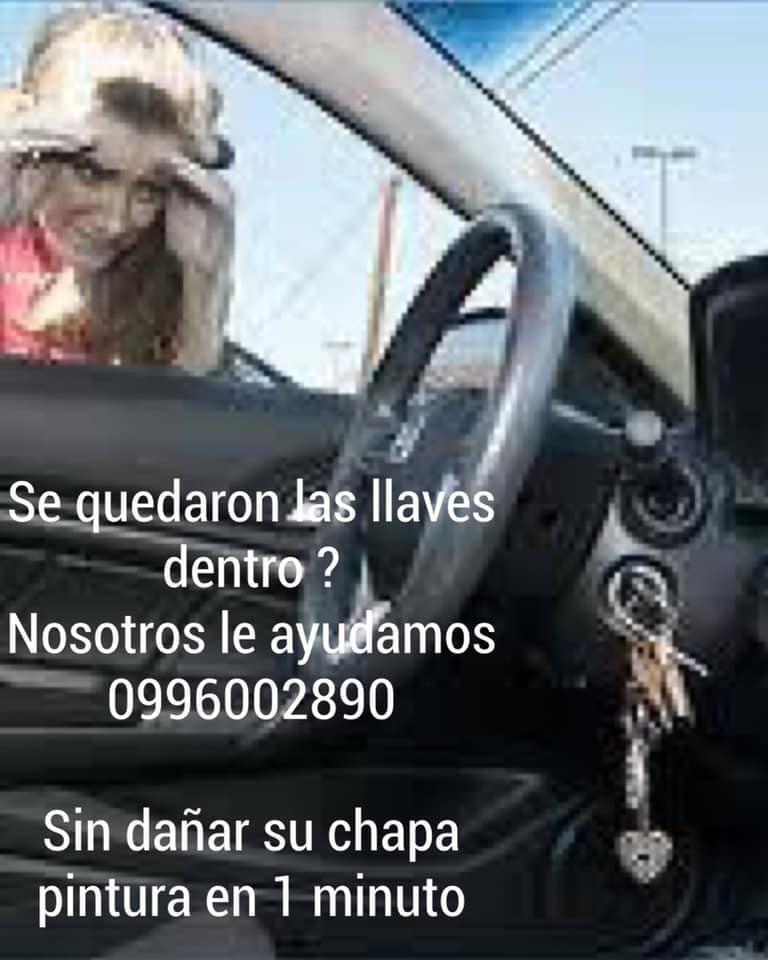 Se quedaron las llaves
dentro ?
Nosotros le ayudamos
0996002890
Sin dañar su chapa
pintura en 1 minuto